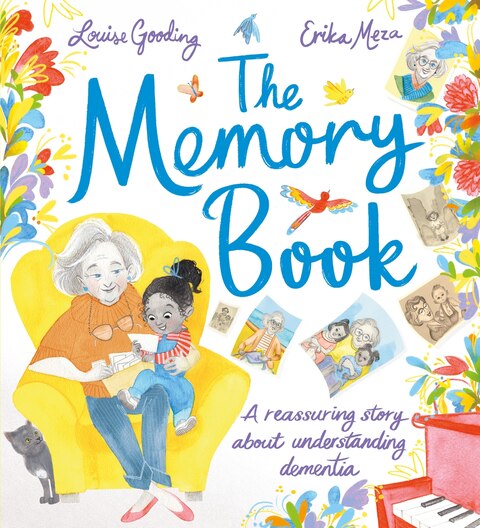 Louise Gooding
Erika Meza
The
Memory
Book
A reassuring story
about understanding
dementia